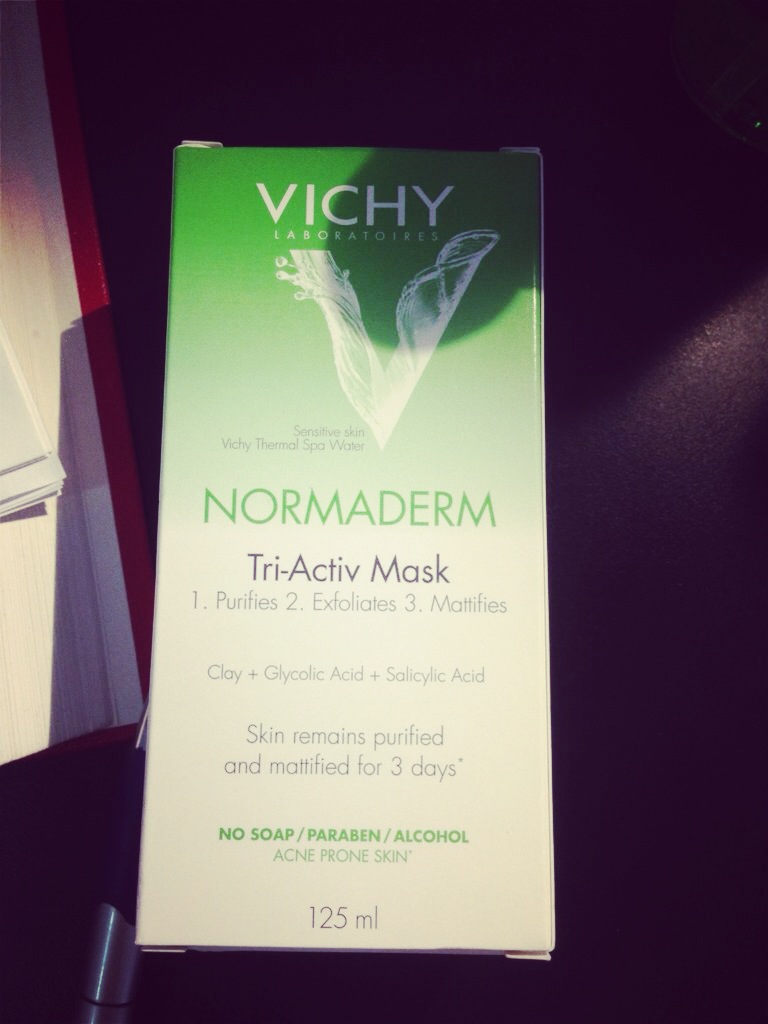 VICHY
LABORATOIRES
Sensitive skin
Vichy Thermal Spa Water
NORMADERM
Tri-Activ Mask
1. Purifies 2. Exfoliates 3. Mattifies
Clay + Glycolic Acid + Salicylic Acid
Skin remains purified
and mattified for 3 days*
NO SOAP / PARABEN / ALCOHOL
ACNE PRONE SKIN*
125 ml